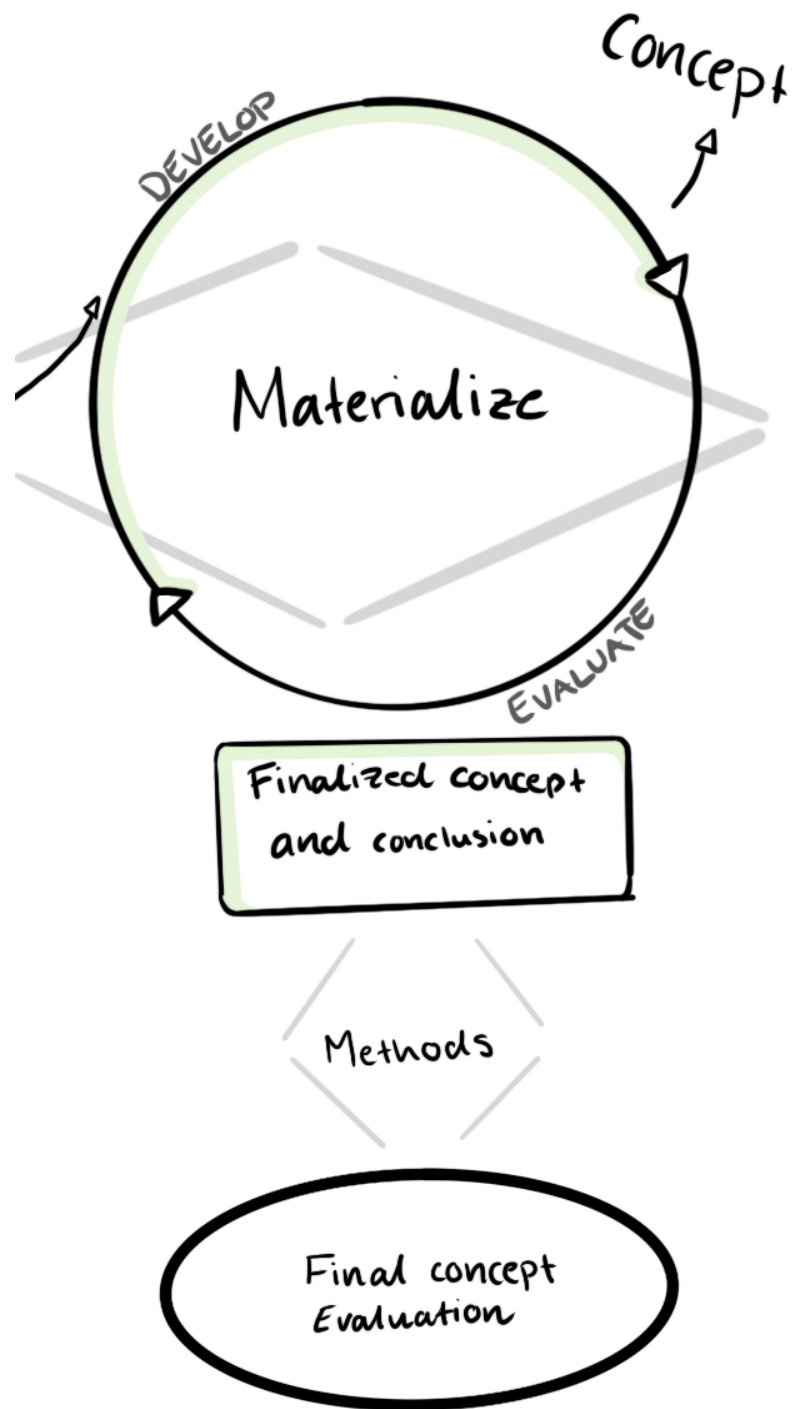 Concept
DEVELOP
Materialize
EVALUATE
Finalized concept
and conclusion
Methods
Final concept
Evaluation